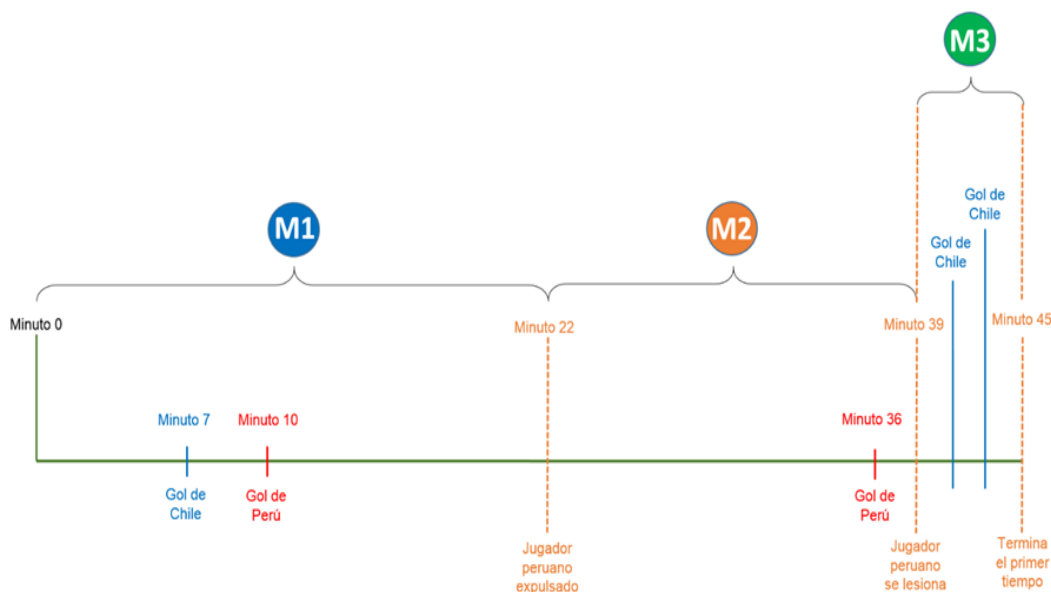 M3
Gol de
Chile
Gol de
Chile
M1
M2
Minuto 0
Minuto 22
Minuto 39
Minuto 45
Minuto 7
Minuto 10
Minuto 36
Gol de
Chile
Gol de
Perú
Gol de
Perú
Jugador
peruano
expulsado
Jugador
peruano
se lesiona
Termina
el primer
tiempo